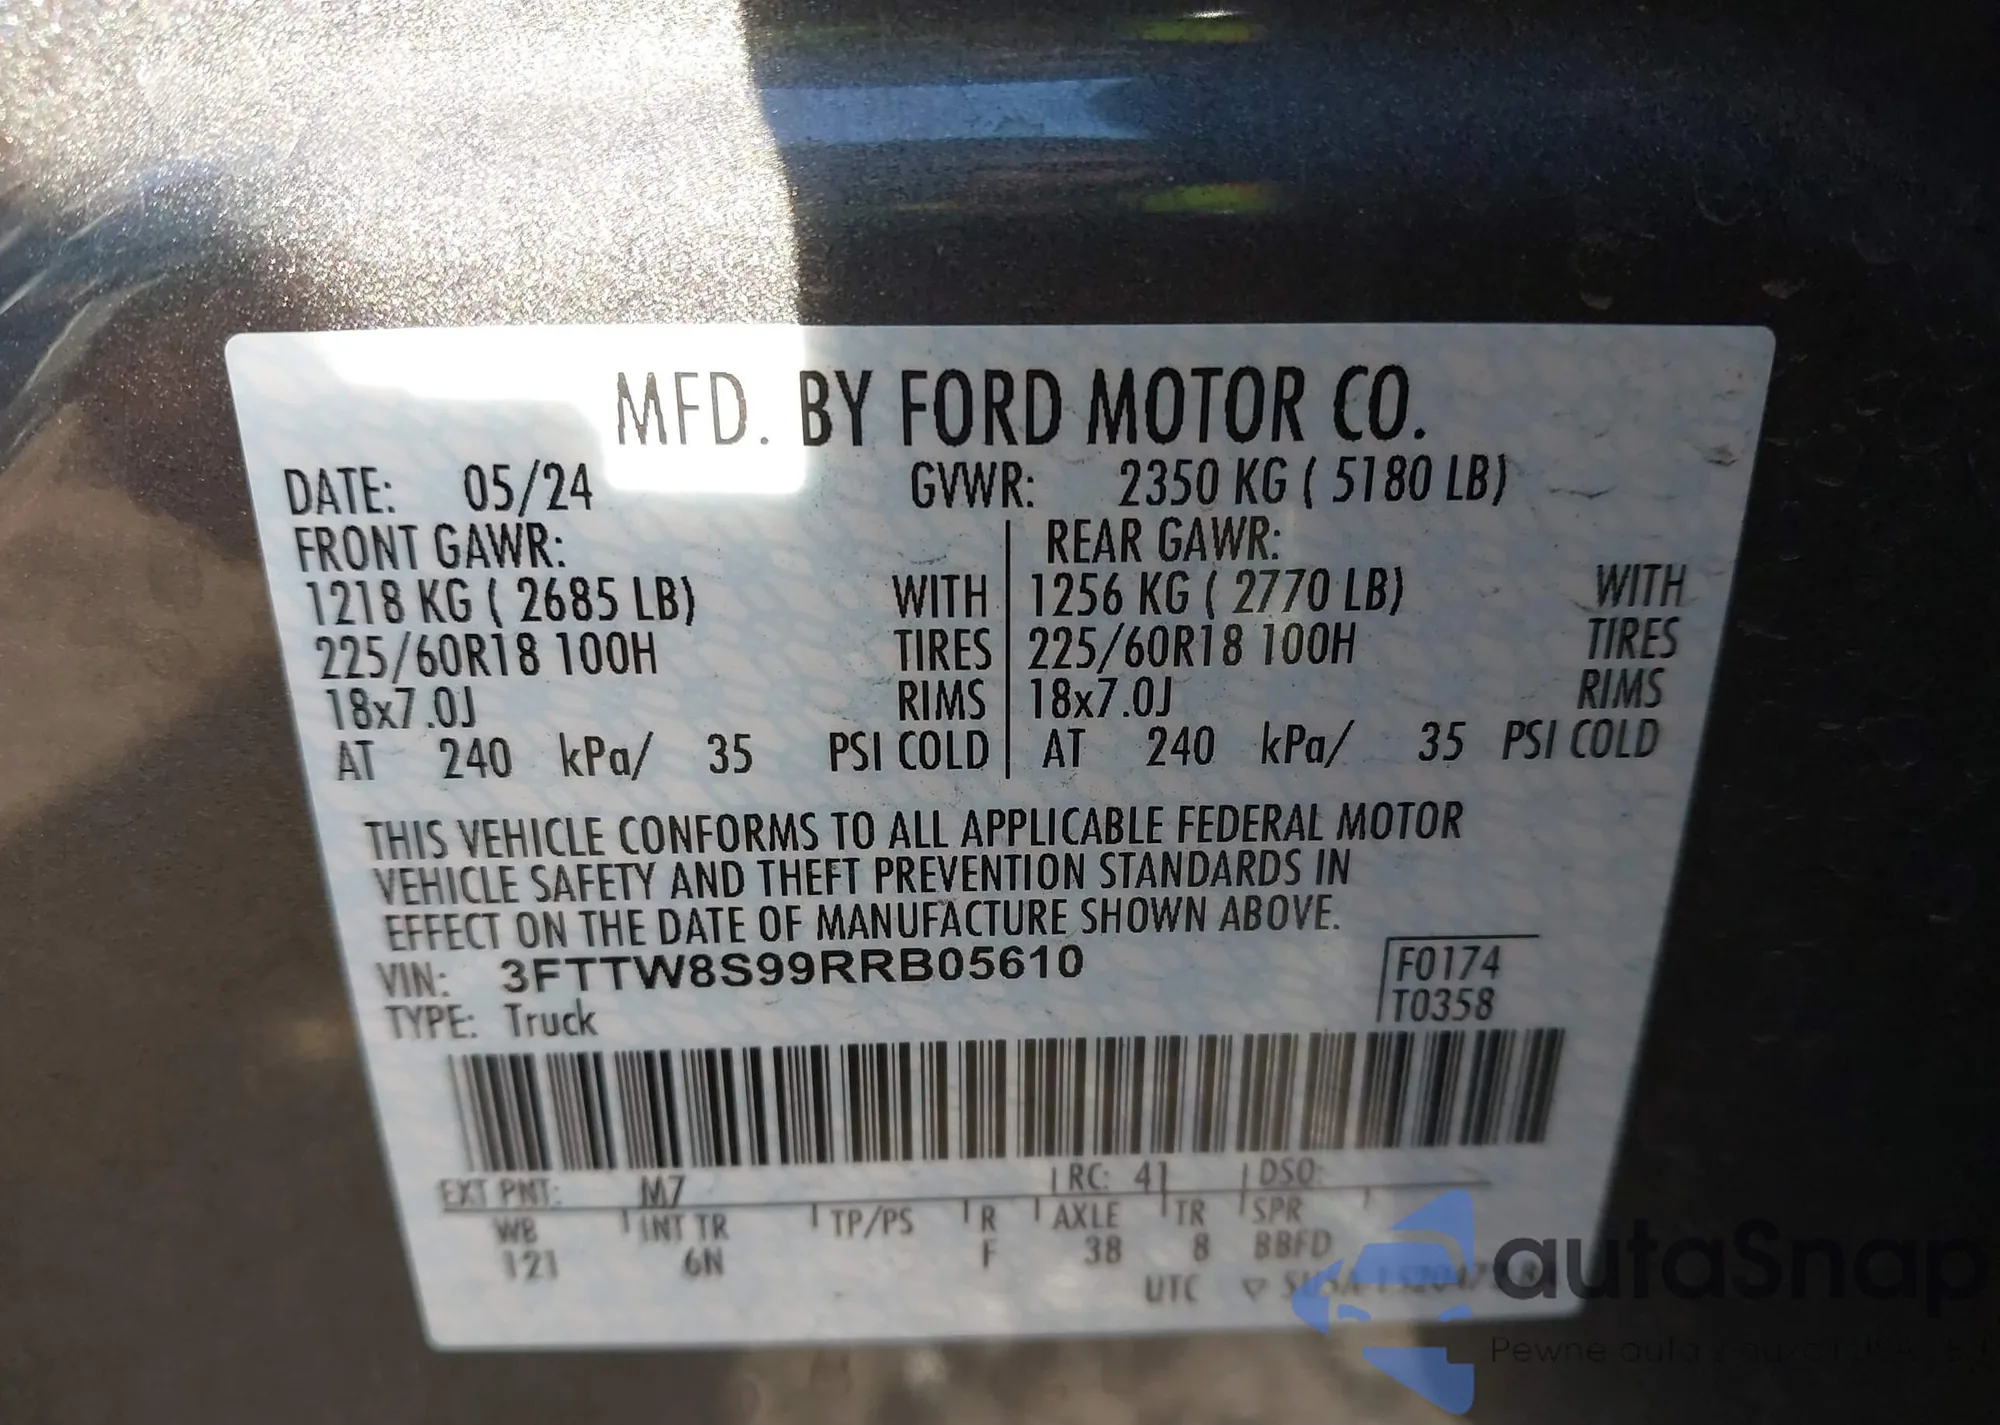 MFD. BY FORD MOTOR CO.
DATE: 05/24 GVWR: 2350 KG ( 5180 LB)
FRONT GAWR: REAR GAWR:
1218 KG ( 2685 LB) WITH 1256 KG ( 2770 LB) WITH
225/60R18 100H TIRES 225/60R18 100H TIRES
18x7.0J RIMS 18x7.0J RIMS
AT 240 kPa/ 35 PSI COLD AT 240 kPa/ 35 PSI COLD
THIS VEHICLE CONFORMS TO ALL APPLICABLE FEDERAL MOTOR
VEHICLE SAFETY AND THEFT PREVENTION STANDARDS IN
EFFECT ON THE DATE OF MANUFACTURE SHOWN ABOVE.
VIN: 3FTTW8S99RRB05610 F0174
TYPE: Truck T0358
EXT PNT: M7 RC: 41 DSO:
WB INT TR TP/PS R AXLE TR SPR
121 6N F 38 8 BBFD
UTC
autaSnap
Pewne auta z